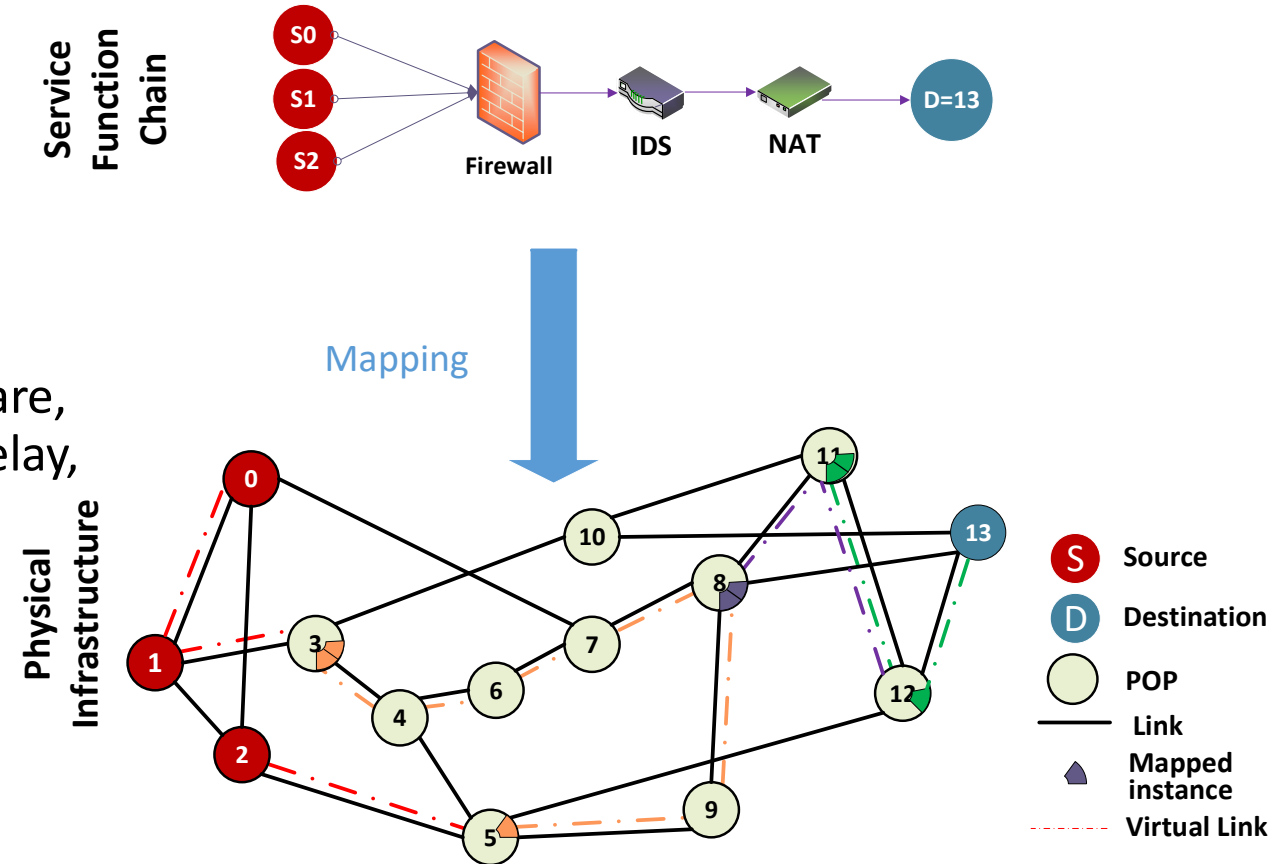 Service
Function
Chain
S0
S1
S2
Firewall
IDS
NAT
D=13
Mapping
are,
elay,
Physical
Infrastructure
0
1
2
3
4
5
6
7
8
9
10
11
12
13
S Source
D Destination
POP
Link
Mapped
instance
Virtual Link